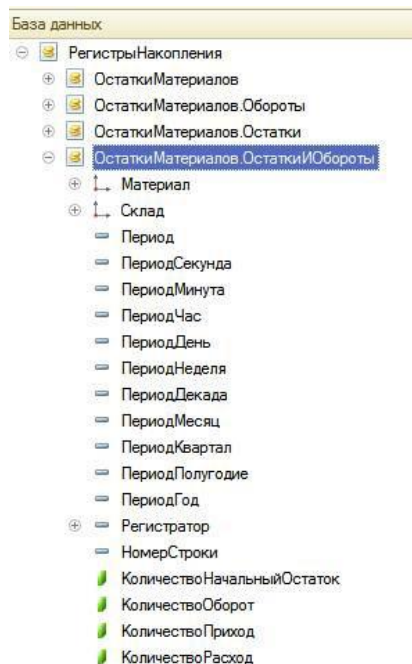 База данных
РегистрыНакопления
ОстаткиМатериалов
ОстаткиМатериалов.Обороты
ОстаткиМатериалов.Остатки
ОстаткиМатериалов.ОстаткиИОбороты
Материал
Склад
Период
ПериодСекунда
ПериодМинута
ПериодЧас
ПериодДень
ПериодНеделя
ПериодДекада
ПериодМесяц
ПериодКвартал
ПериодПолугодие
ПериодГод
Регистратор
НомерСтроки
КоличествоНачальныйОстаток
КоличествоОборот
КоличествоПриход
КоличествоРасход